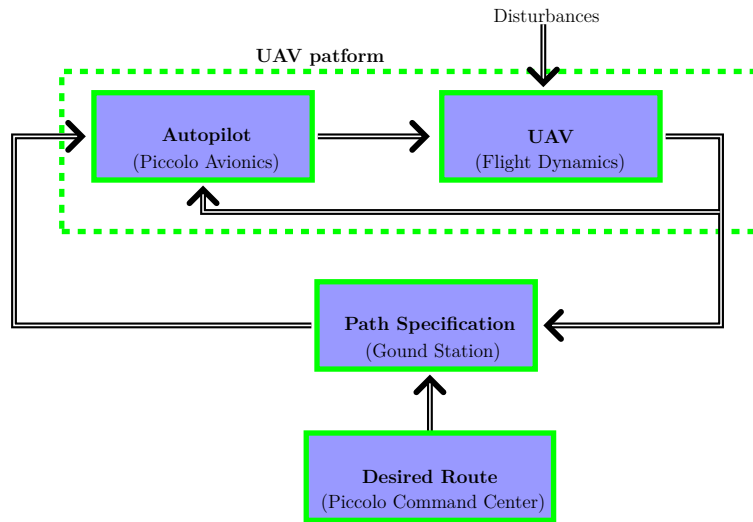 Disturbances
UAV patform
Autopilot
(Piccolo Avionics)
UAV
(Flight Dynamics)
Path Specification
(Gound Station)
Desired Route
(Piccolo Command Center)